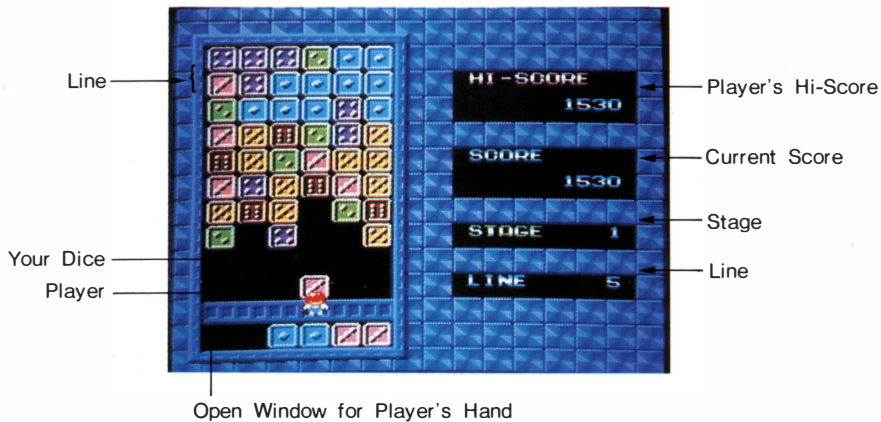 Line
HI-SCORE
1530
Player's Hi-Score
SCORE
1530
Current Score
STAGE 1
Stage
Your Dice
LINE 5
Line
Player
Open Window for Player's Hand